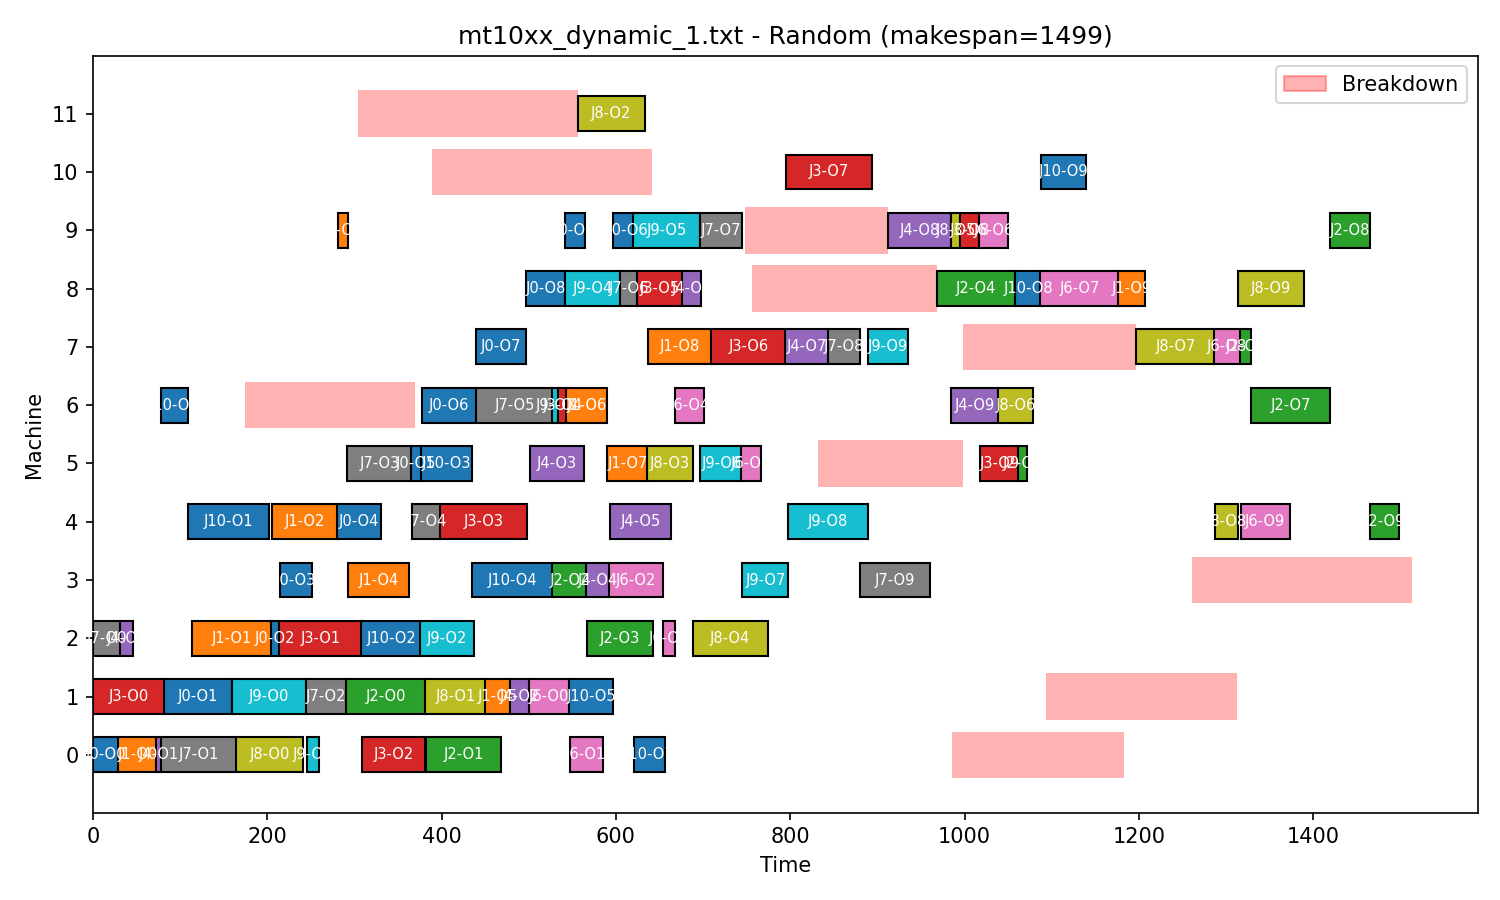 mt10xx_dynamic_1.txt - Random (makespan=1499)
Breakdown
11 J8-O2
10 J3-O7 J10-O9
9 J9-O5 J7-O7 J4-O8 J2-O8
8 J0-O8 J9-O4 J2-O4 J10-O8 J6-O7 J1-O9 J8-O9
7 J0-O7 J1-O8 J3-O6 J4-O7 J7-O8 J9-O9 J8-O7
6 J0-O6 J7-O5 J4-O9 J8-O6 J2-O7
5 J7-O3 J10-O3 J4-O3 J1-O7 J8-O3
4 J10-O1 J1-O2 J0-O4 J3-O3 J4-O5 J9-O8 J6-O9
3 J1-O4 J10-O4 J6-O2 J9-O7 J7-O9
2 J1-O1 J0-O2 J3-O1 J10-O2 J9-O2 J2-O3 J8-O4
1 J3-O0 J0-O1 J9-O0 J7-O2 J2-O0 J8-O1 J6-O0 J10-O5
0 J7-O1 J8-O0 J3-O2 J2-O1
Machine
0 200 400 600 800 1000 1200 1400
Time